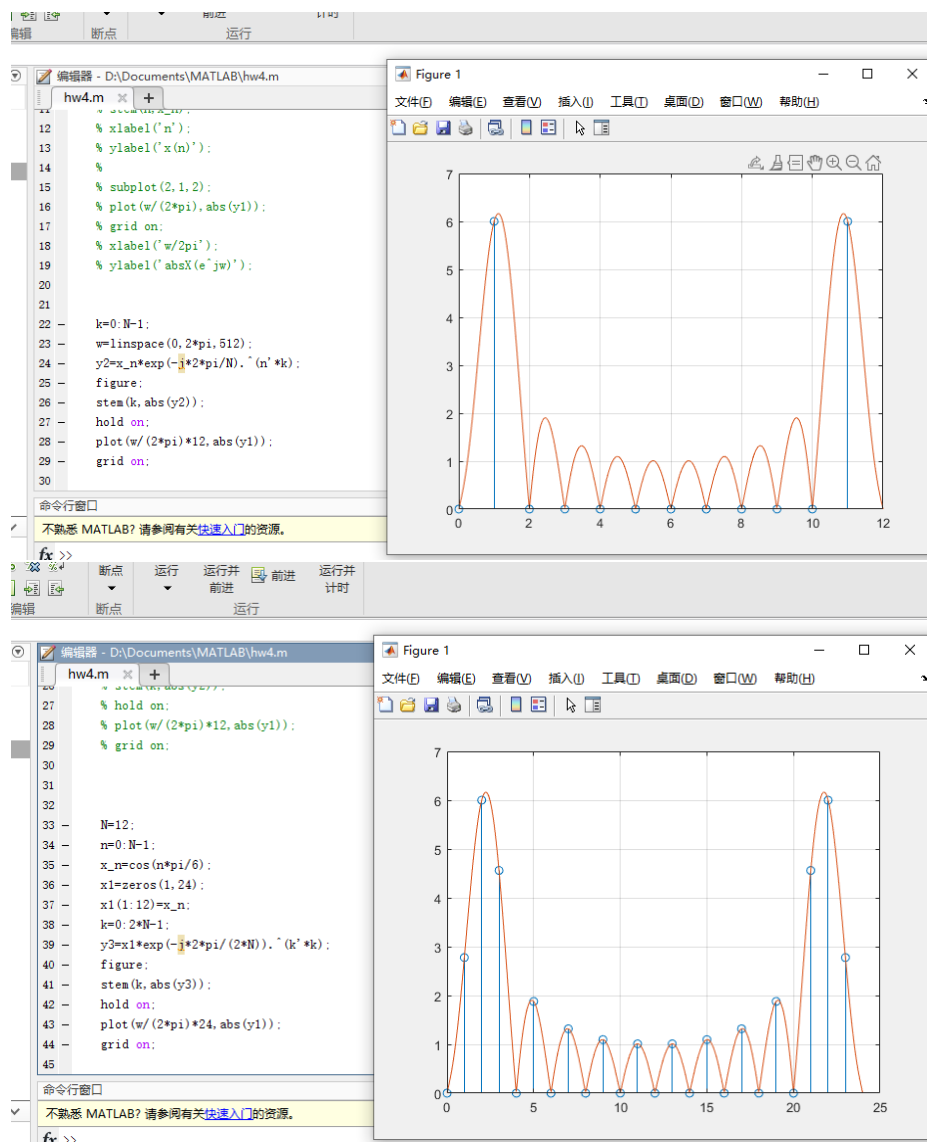 前进
计时
编辑
断点
运行
编辑器 - D:\Documents\MATLAB\hw4.m
hw4.m
11 % stem(n,x_n);
12 % xlabel('n');
13 % ylabel('x(n)');
14 %
15 % subplot(2,1,2);
16 % plot(w/(2*pi),abs(y1));
17 % grid on;
18 % xlabel('w/2pi');
19 % ylabel('absX(e^jw)');
20
21
22 k=0:N-1;
23 w=linspace(0,2*pi,512);
24 y2=x_n*exp(-j*2*pi/N).^(n'*k);
25 figure;
26 stem(k,abs(y2));
27 hold on;
28 plot(w/(2*pi)*12,abs(y1));
29 grid on;
30
命令行窗口
不熟悉 MATLAB? 请参阅有关快速入门的资源。
fx >>
Figure 1
文件(F) 编辑(E) 查看(V) 插入(I) 工具(T) 桌面(D) 窗口(W) 帮助(H)
7
6
5
4
3
2
1
0
0 2 4 6 8 10 12
断点 运行 运行并 前进 运行并
前进 计时
编辑 断点 运行
编辑器 - D:\Documents\MATLAB\hw4.m
hw4.m
26 % stem(k,abs(y2));
27 % hold on;
28 % plot(w/(2*pi)*12,abs(y1));
29 % grid on;
30
31
32
33 N=12;
34 n=0:N-1;
35 x_n=cos(n*pi/6);
36 x1=zeros(1,24);
37 x1(1:12)=x_n;
38 k=0:2*N-1;
39 y3=x1*exp(-j*2*pi/(2*N)).^(k'*k);
40 figure;
41 stem(k,abs(y3));
42 hold on;
43 plot(w/(2*pi)*24,abs(y1));
44 grid on;
45
命令行窗口
不熟悉 MATLAB? 请参阅有关快速入门的资源。
fx >>
Figure 1
文件(F) 编辑(E) 查看(V) 插入(I) 工具(T) 桌面(D) 窗口(W) 帮助(H)
7
6
5
4
3
2
1
0
0 5 10 15 20 25